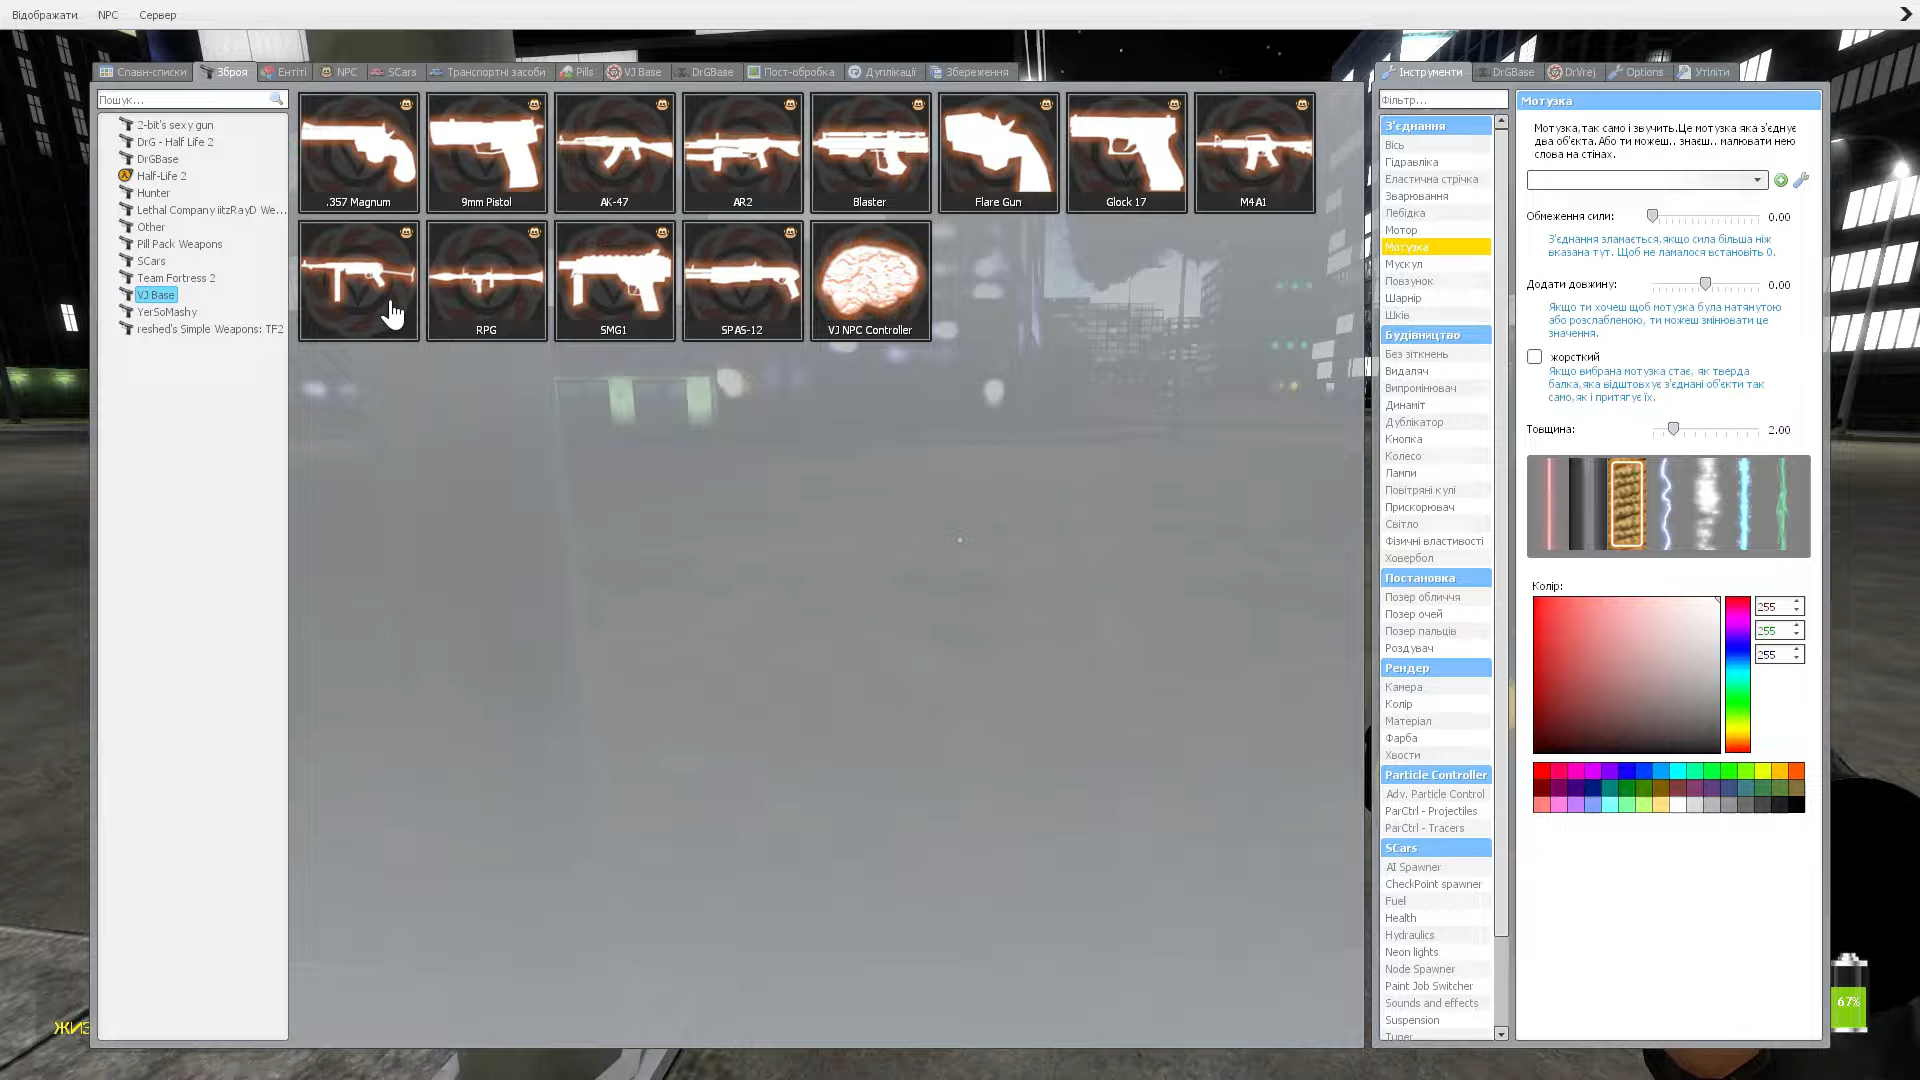 Відображати NPC Сервер
Спавн-списки Зброя Ентіті NPC SCars Транспортні засоби Pills VJ Base DrGBase Пост-обробка Дуплікації Збереження
Інструменти DrGBase DrVrej Options Утиліти
Пошук...
2-bit's sexy gun
DrG - Half Life 2
DrGBase
Half-Life 2
Hunter
Lethal Company iitzRayD We...
Other
Pill Pack Weapons
SCars
Team Fortress 2
VJ Base
YerSoMashy
reshed's Simple Weapons: TF2
.357 Magnum 9mm Pistol AK-47 AR2 Blaster Flare Gun Glock 17 M4A1
RPG SMG1 SPAS-12 VJ NPC Controller
Фільтр...
З'єднання
Вісь
Гідравліка
Еластична стрічка
Зварювання
Лебідка
Мотор
Мотузка
Мускул
Повзунок
Шарнір
Шків
Будівництво
Без зіткнень
Видаляч
Випромінювач
Динаміт
Дублікатор
Кнопка
Колесо
Лампи
Повітряні кулі
Прискорювач
Світло
Фізичні властивості
Ховербол
Постановка
Позер обличчя
Позер очей
Позер пальців
Роздувач
Рендер
Камера
Колір
Матеріал
Фарба
Хвости
Particle Controller
Adv. Particle Control
ParCtrl - Projectiles
ParCtrl - Tracers
SCars
AI Spawner
CheckPoint spawner
Fuel
Health
Hydraulics
Neon lights
Node Spawner
Paint Job Switcher
Sounds and effects
Suspension
Tuner
Мотузка
Мотузка,так само і звучить.Це мотузка яка з'єднує
два об'єкта.Або ти можеш.. знаєш.. малювати нею
слова на стінах.
Обмеження сили: 0.00
З'єднання зламається,якщо сила більша ніж
вказана тут. Щоб не ламалося встановіть 0.
Додати довжину: 0.00
Якщо ти хочеш щоб мотузка була натянутою
або розслабленою, ти можеш змінювати це
значення.
жорсткий
Якщо вибрана мотузка стає, як тверда
балка,яка відштовхує з'єднані об'єкти так
само,як і притягує їх.
Товщина: 2.00
Колір:
255
255
255
67%
ЖИЗ